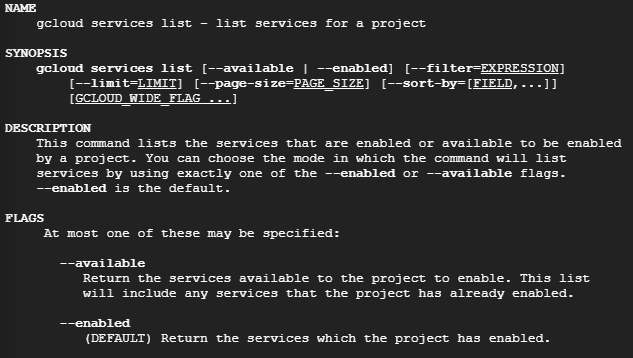 NAME
gcloud services list - list services for a project
SYNOPSIS
gcloud services list [--available | --enabled] [--filter=EXPRESSION]
[--limit=LIMIT] [--page-size=PAGE_SIZE] [--sort-by=[FIELD,...]]
[GCLOUD_WIDE_FLAG ...]
DESCRIPTION
This command lists the services that are enabled or available to be enabled
by a project. You can choose the mode in which the command will list
services by using exactly one of the --enabled or --available flags.
--enabled is the default.
FLAGS
At most one of these may be specified:
--available
Return the services available to the project to enable. This list
will include any services that the project has already enabled.
--enabled
(DEFAULT) Return the services which the project has enabled.